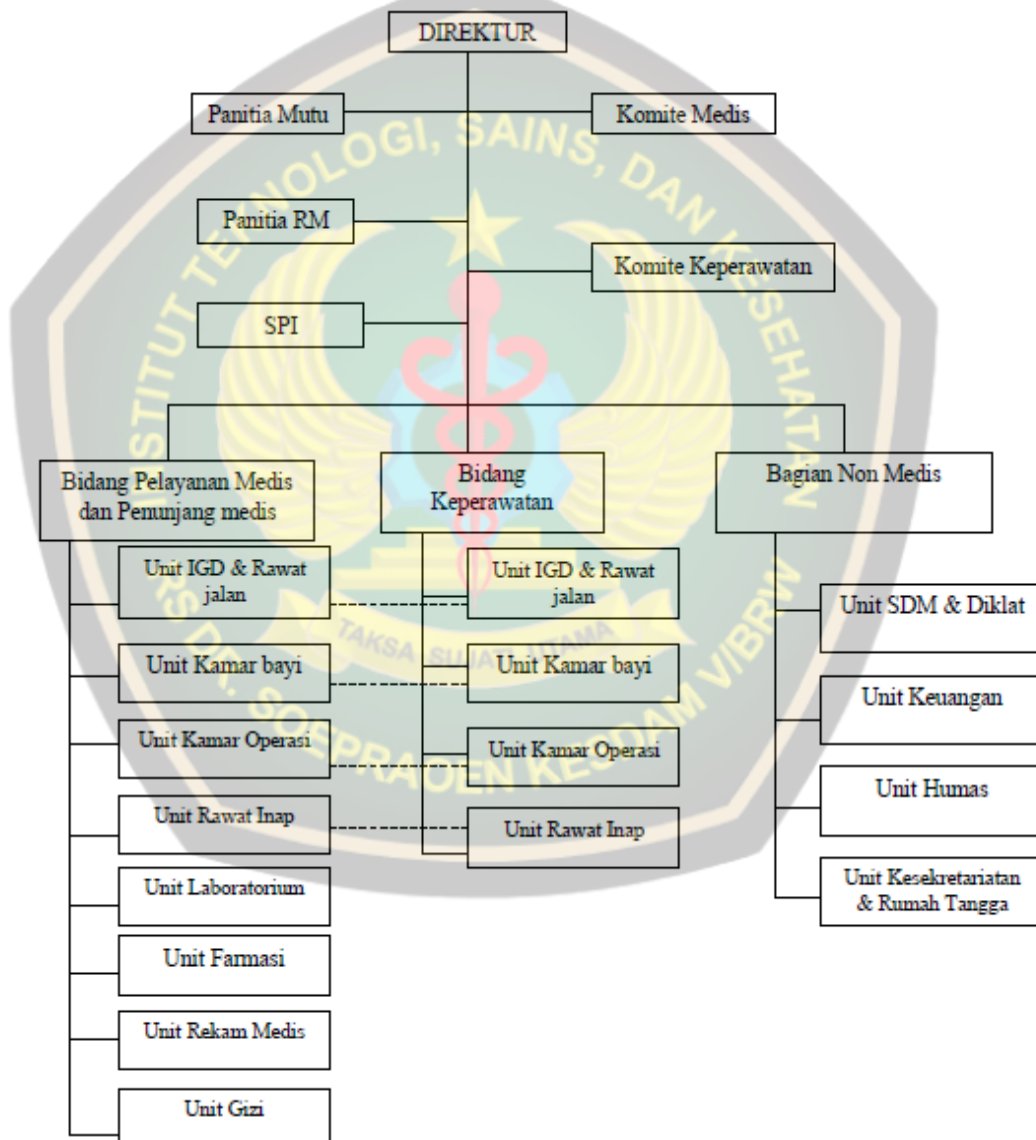 DIREKTUR
Panitia Mutu
Komite Medis
Panitia RM
Komite Keperawatan
SPI
Bidang Pelayanan Medis
dan Penunjang medis
Bidang
Keperawatan
Bagian Non Medis
Unit IGD & Rawat
jalan
Unit Kamar bayi
Unit Kamar Operasi
Unit Rawat Inap
Unit Laboratorium
Unit Farmasi
Unit Rekam Medis
Unit Gizi
Unit IGD & Rawat
jalan
Unit Kamar bayi
Unit Kamar Operasi
Unit Rawat Inap
Unit SDM & Diklat
Unit Keuangan
Unit Humas
Unit Kesekretariatan
& Rumah Tangga
INSTITUT TEKNOLOGI, SAINS, DAN KESEHATAN
RS DR. SOEPRAOEN KESDAM V/BRW
TAKSA SUJATI UTAMA